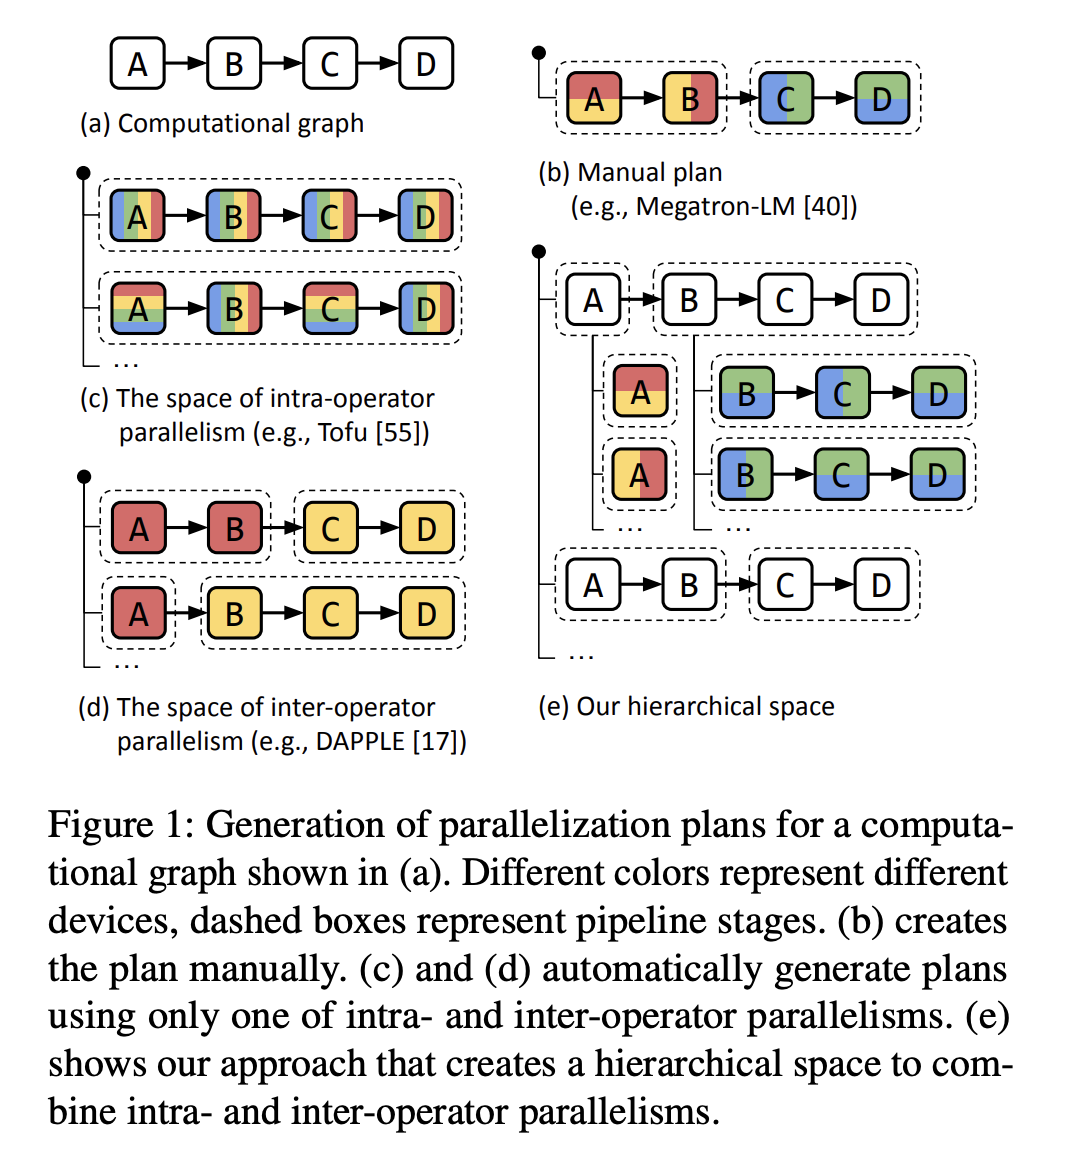 A B C D
(a) Computational graph
A B C D
(b) Manual plan
(e.g., Megatron-LM [40])
A B C D
A B C D
...
(c) The space of intra-operator
parallelism (e.g., Tofu [55])
A B C D
A B C D
...
(d) The space of inter-operator
parallelism (e.g., DAPPLE [17])
A B C D
A B C D
A B C D
... ...
A B C D
...
(e) Our hierarchical space
Figure 1: Generation of parallelization plans for a computa-
tional graph shown in (a). Different colors represent different
devices, dashed boxes represent pipeline stages. (b) creates
the plan manually. (c) and (d) automatically generate plans
using only one of intra- and inter-operator parallelisms. (e)
shows our approach that creates a hierarchical space to com-
bine intra- and inter-operator parallelisms.